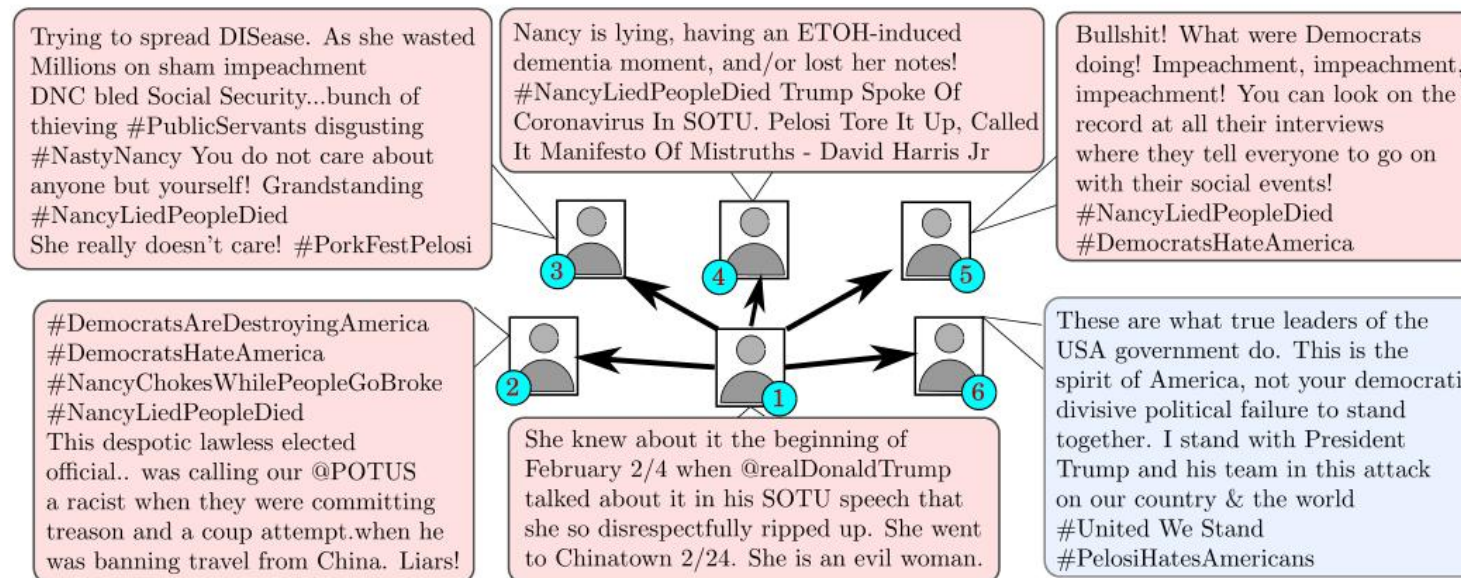 Trying to spread DISease. As she wasted
Millions on sham impeachment
DNC bled Social Security...bunch of
thieving #PublicServants disgusting
#NastyNancy You do not care about
anyone but yourself! Grandstanding
#NancyLiedPeopleDied
She really doesn't care! #PorkFestPelosi
Nancy is lying, having an ETOH-induced
dementia moment, and/or lost her notes!
#NancyLiedPeopleDied Trump Spoke Of
Coronavirus In SOTU. Pelosi Tore It Up, Called
It Manifesto Of Mistruths - David Harris Jr
Bullshit! What were Democrats
doing! Impeachment, impeachment,
impeachment! You can look on the
record at all their interviews
where they tell everyone to go on
with their social events!
#NancyLiedPeopleDied
#DemocratsHateAmerica
3
4
5
2
1
6
#DemocratsAreDestroyingAmerica
#DemocratsHateAmerica
#NancyChokesWhilePeopleGoBroke
#NancyLiedPeopleDied
This despotic lawless elected
official.. was calling our @POTUS
a racist when they were committing
treason and a coup attempt.when he
was banning travel from China. Liars!
She knew about it the beginning of
February 2/4 when @realDonaldTrump
talked about it in his SOTU speech that
she so disrespectfully ripped up. She went
to Chinatown 2/24. She is an evil woman.
These are what true leaders of the
USA government do. This is the
spirit of America, not your democrati
divisive political failure to stand
together. I stand with President
Trump and his team in this attack
on our country & the world
#United We Stand
#PelosiHatesAmericans